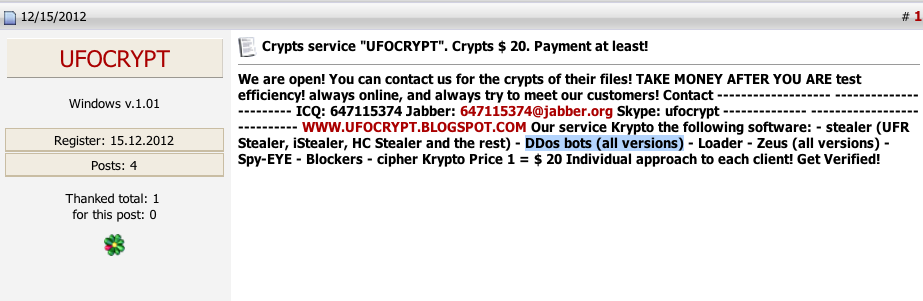 12/15/2012
# 1
UFOCRYPT
Windows v.1.01
Register: 15.12.2012
Posts: 4
Thanked total: 1
for this post: 0
Crypts service "UFOCRYPT". Crypts $ 20. Payment at least!
We are open! You can contact us for the crypts of their files! TAKE MONEY AFTER YOU ARE test
efficiency! always online, and always try to meet our customers! Contact ------------------- --------------
---------- ICQ: 647115374 Jabber: 647115374@jabber.org Skype: ufocrypt ---------------------------------
---------- WWW.UFOCRYPT.BLOGSPOT.COM Our service Krypto the following software: - stealer (UFR
Stealer, iStealer, HC Stealer and the rest) - DDos bots (all versions) - Loader - Zeus (all versions) -
Spy-EYE - Blockers - cipher Krypto Price 1 = $ 20 Individual approach to each client! Get Verified!